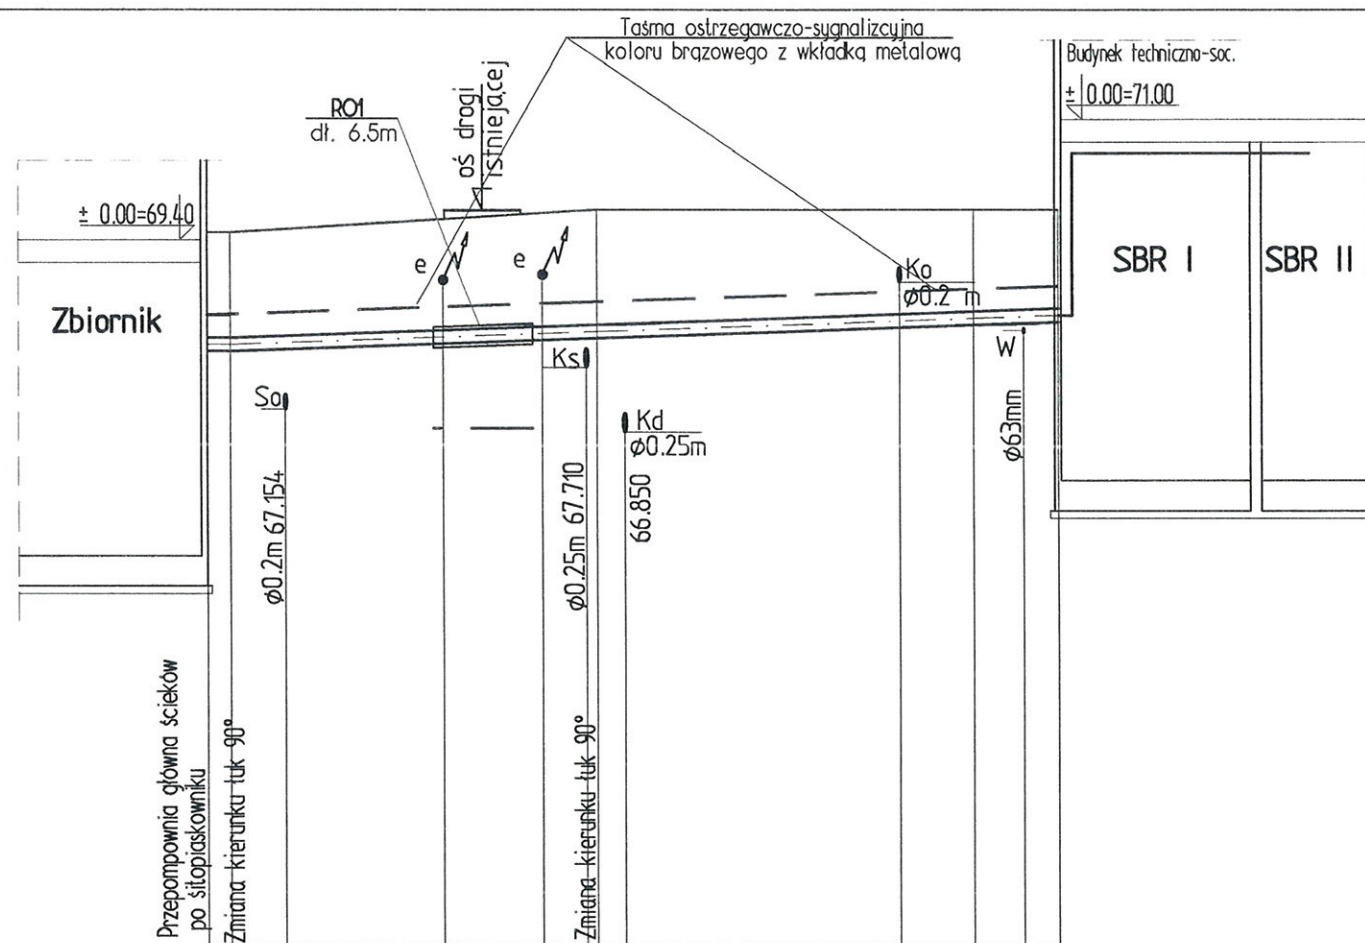 Taśma ostrzegawczo-sygnalizcyjna
koloru brązowego z wkładką metalową
Budynek techniczno-soc.
± 0.00=71.00
RO1
dł. 6.5m
oś drogi
istniejącej
± 0.00=69.40
e
e
Ko
ϕ0.2 m
SBR I
SBR II
Zbiornik
Ks
W
So
Kd
ϕ0.25m
ϕ63mm
ϕ0.2m 67.154
ϕ0.25m 67.710
66.850
Przepompownia główna ścieków
po sitopiaskowniku
Zmiana kierunku łuk 90°
Zmiana kierunku łuk 90°